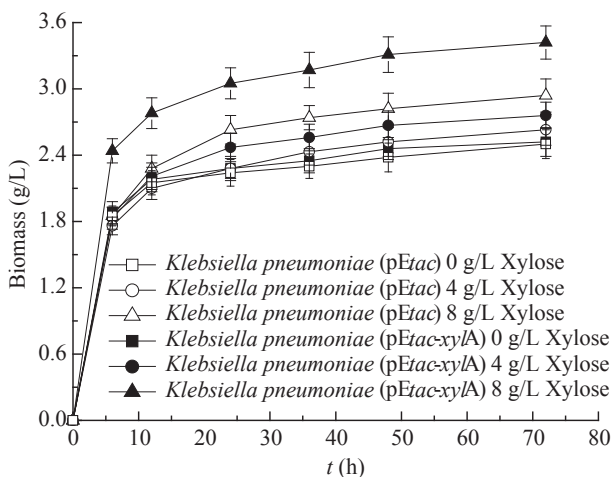 3.6
3.0
2.4
1.8
1.2
0.6
0.0
Biomass (g/L)
Klebsiella pneumoniae (pEtac) 0 g/L Xylose
Klebsiella pneumoniae (pEtac) 4 g/L Xylose
Klebsiella pneumoniae (pEtac) 8 g/L Xylose
Klebsiella pneumoniae (pEtac-xylA) 0 g/L Xylose
Klebsiella pneumoniae (pEtac-xylA) 4 g/L Xylose
Klebsiella pneumoniae (pEtac-xylA) 8 g/L Xylose
0 10 20 30 40 50 60 70 80
t (h)